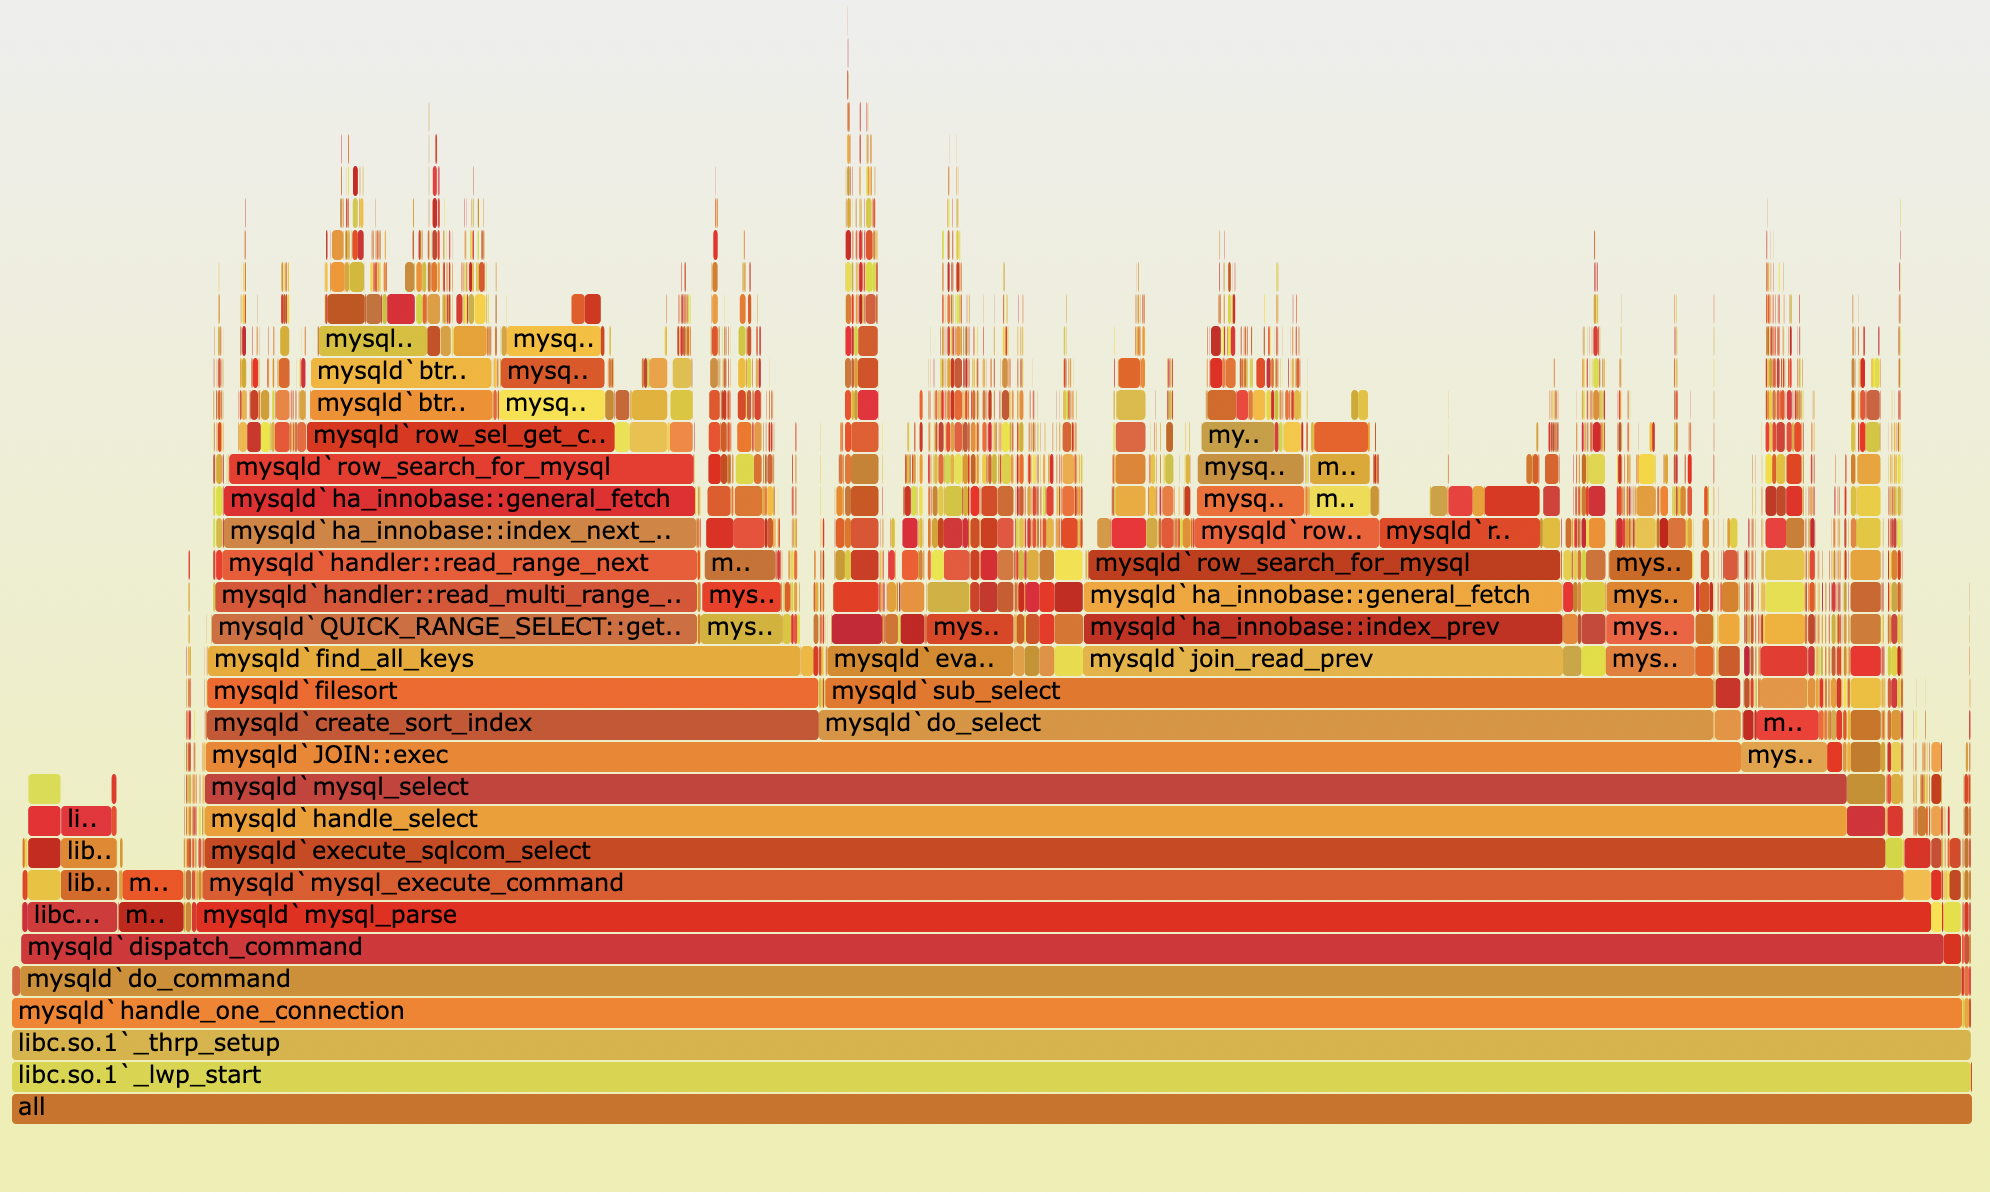 mysql.. mysq..
mysqld`btr.. mysq..
mysqld`btr.. mysq..
mysqld`row_sel_get_c.. my..
mysqld`row_search_for_mysql mysq.. m..
mysqld`ha_innobase::general_fetch mysq.. m..
mysqld`ha_innobase::index_next_.. mysqld`row.. mysqld`r..
mysqld`handler::read_range_next m.. mysqld`row_search_for_mysql mys..
mysqld`handler::read_multi_range_.. mys.. mysqld`ha_innobase::general_fetch mys..
mysqld`QUICK_RANGE_SELECT::get.. mys.. mys.. mysqld`ha_innobase::index_prev mys..
mysqld`find_all_keys mysqld`eva.. mysqld`join_read_prev mys..
mysqld`filesort mysqld`sub_select
mysqld`create_sort_index mysqld`do_select m..
mysqld`JOIN::exec mys..
mysqld`mysql_select
li.. mysqld`handle_select
lib.. mysqld`execute_sqlcom_select
lib.. m.. mysqld`mysql_execute_command
libc... m.. mysqld`mysql_parse
mysqld`dispatch_command
mysqld`do_command
mysqld`handle_one_connection
libc.so.1`_thrp_setup
libc.so.1`_lwp_start
all